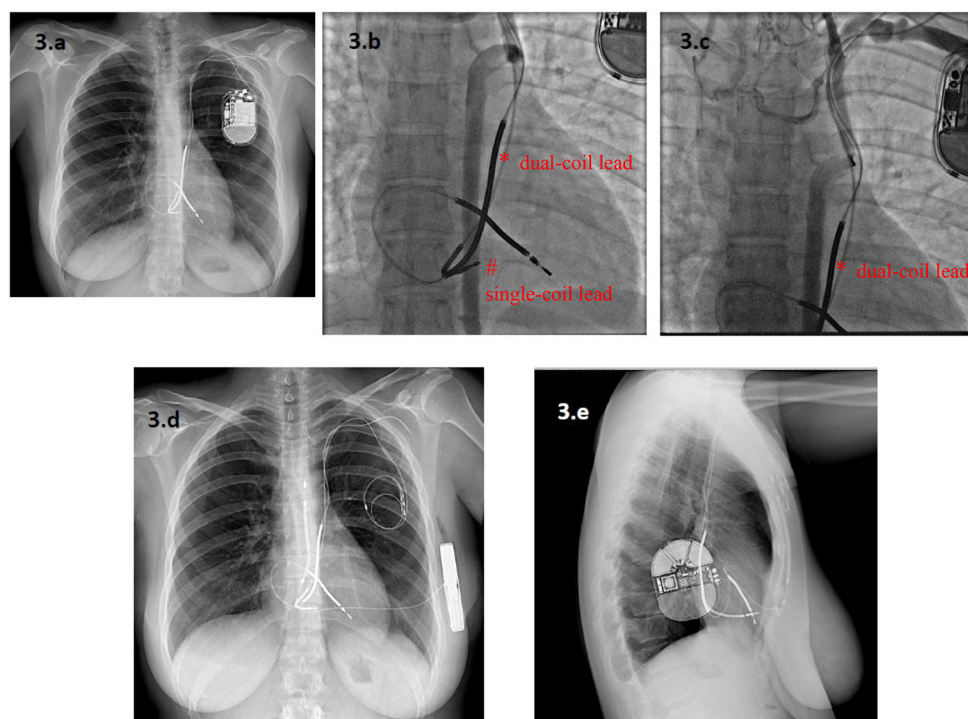 3.a
3.b
* dual-coil lead
#
single-coil lead
3.c
* dual-coil lead
3.d
3.e